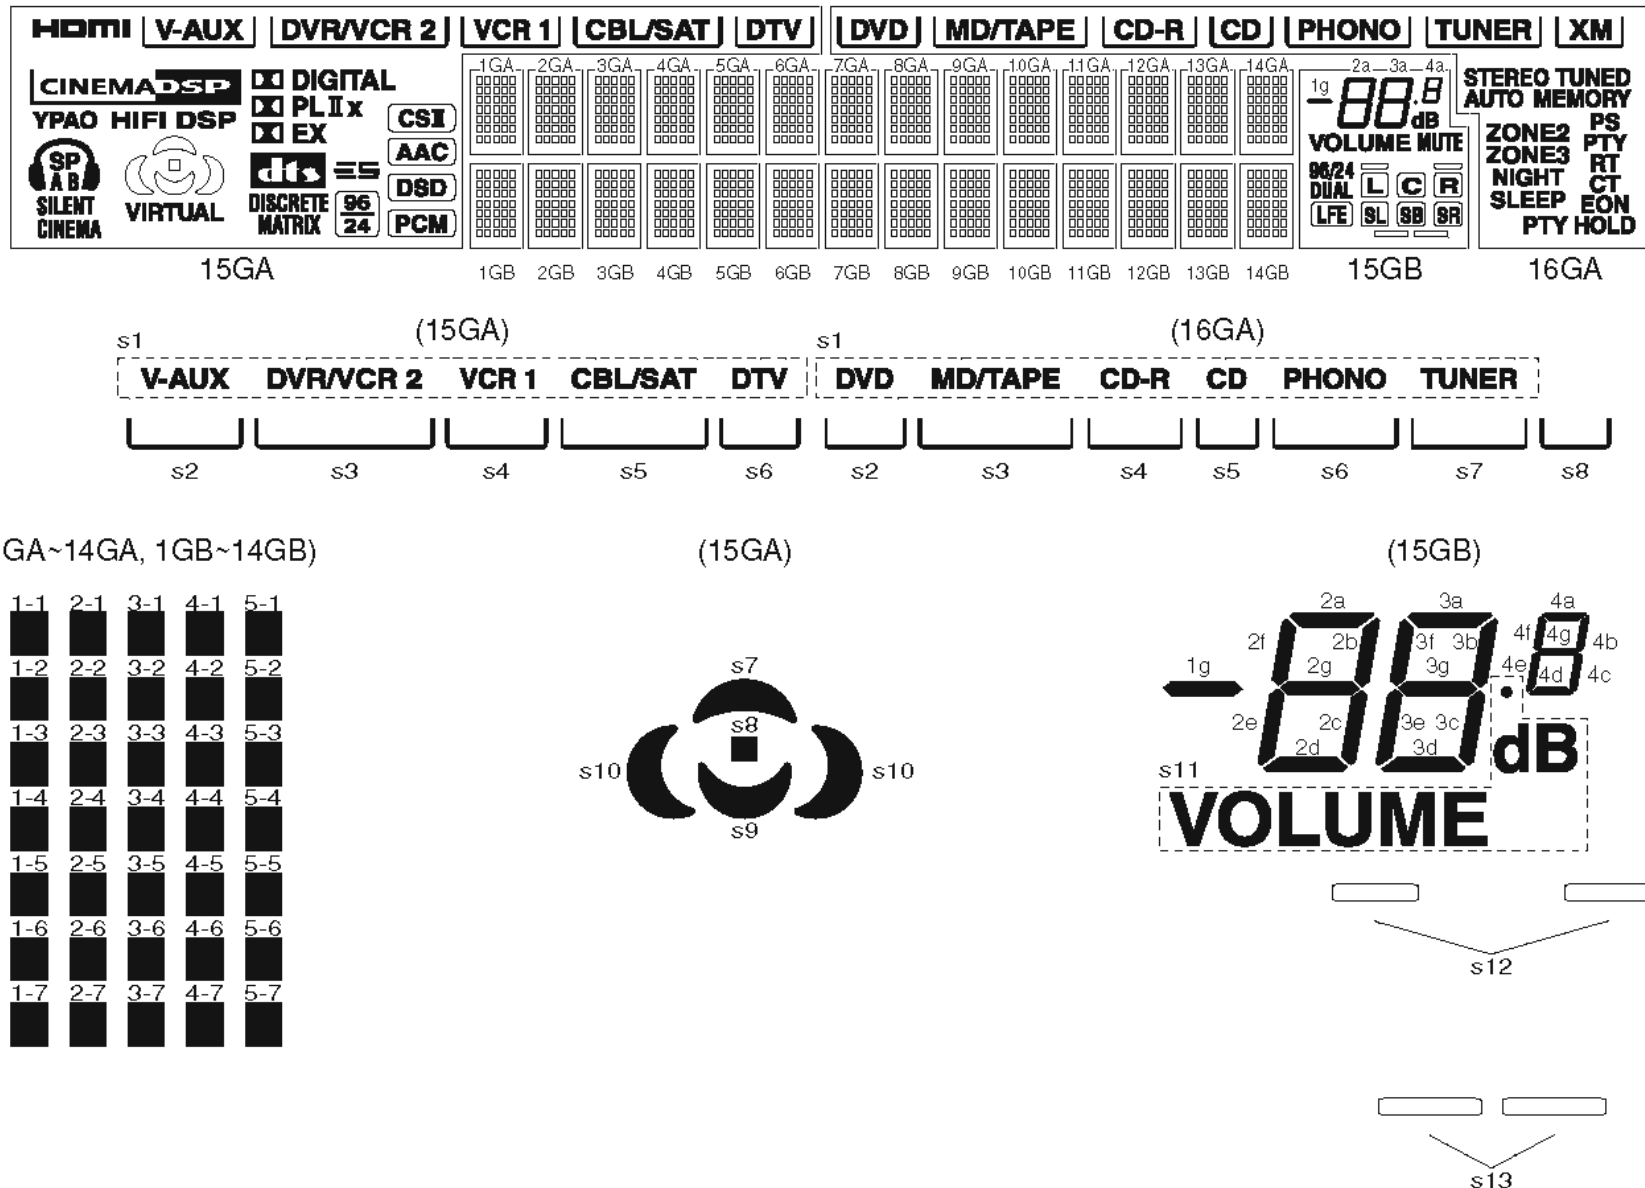 HDMI V-AUX DVR/VCR 2 VCR 1 CBL/SAT DTV DVD MD/TAPE CD-R CD PHONO TUNER XM
CINEMA DSP
YPAO HIFI DSP
SP
A B
SILENT
CINEMA
VIRTUAL
DIGITAL
PLIIx
EX
dts ES
DISCRETE
MATRIX
96
24
CSII
AAC
DSD
PCM
1GA 2GA 3GA 4GA 5GA 6GA 7GA 8GA 9GA 10GA 11GA 12GA 13GA 14GA
2a 3a 4a
1g
88.8
dB
VOLUME MUTE
96/24
DUAL
LFE
L C R
SL SB SR
STEREO TUNED
AUTO MEMORY
ZONE2
ZONE3
NIGHT
SLEEP
PS
PTY
RT
CT
EON
PTY HOLD
15GA
1GB 2GB 3GB 4GB 5GB 6GB 7GB 8GB 9GB 10GB 11GB 12GB 13GB 14GB
15GB
16GA
(15GA)
(16GA)
s1
s1
V-AUX DVR/VCR 2 VCR 1 CBL/SAT DTV DVD MD/TAPE CD-R CD PHONO TUNER
s2 s3 s4 s5 s6 s2 s3 s4 s5 s6 s7 s8
GA~14GA, 1GB~14GB)
1-1 2-1 3-1 4-1 5-1
1-2 2-2 3-2 4-2 5-2
1-3 2-3 3-3 4-3 5-3
1-4 2-4 3-4 4-4 5-4
1-5 2-5 3-5 4-5 5-5
1-6 2-6 3-6 4-6 5-6
1-7 2-7 3-7 4-7 5-7
(15GA)
s7
s8
s10 s10
s9
(15GB)
2a 3a 4a
2f 2b 3f 3b 4f 4g 4b
1g 2g 3g 4e 4d 4c
2e 2c 3e 3c
2d 3d
88.8
dB
s11
VOLUME
s12
s13